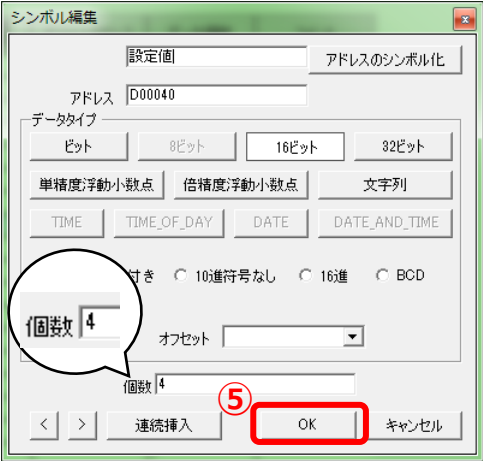 シンボル編集
設定値
アドレスのシンボル化
アドレス D00040
データタイプ
ビット 8ビット 16ビット 32ビット
単精度浮動小数点 倍精度浮動小数点 文字列
TIME TIME_OF_DAY DATE DATE_AND_TIME
付き 10進符号なし 16進 BCD
個数 4
オフセット
個数 4
⑤
< > 連続挿入 OK キャンセル